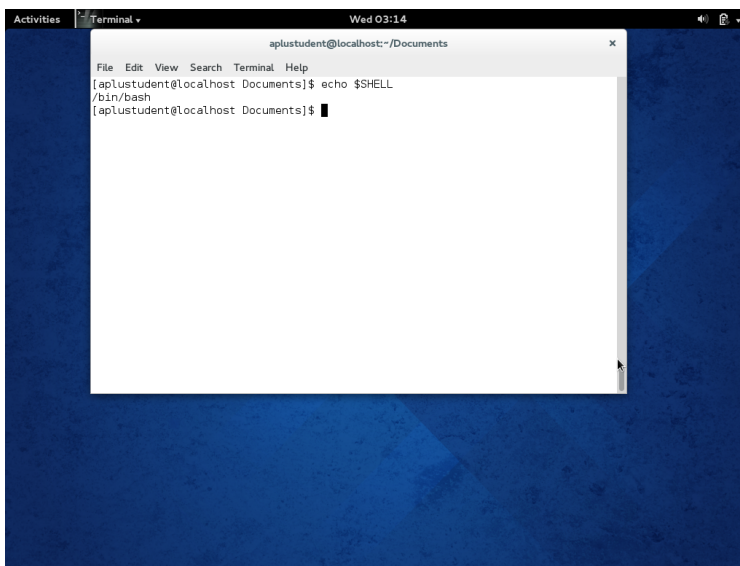 Activities Terminal Wed 03:14
aplustudent@localhost:~/Documents
File Edit View Search Terminal Help
[aplustudent@localhost Documents]$ echo $SHELL
/bin/bash
[aplustudent@localhost Documents]$